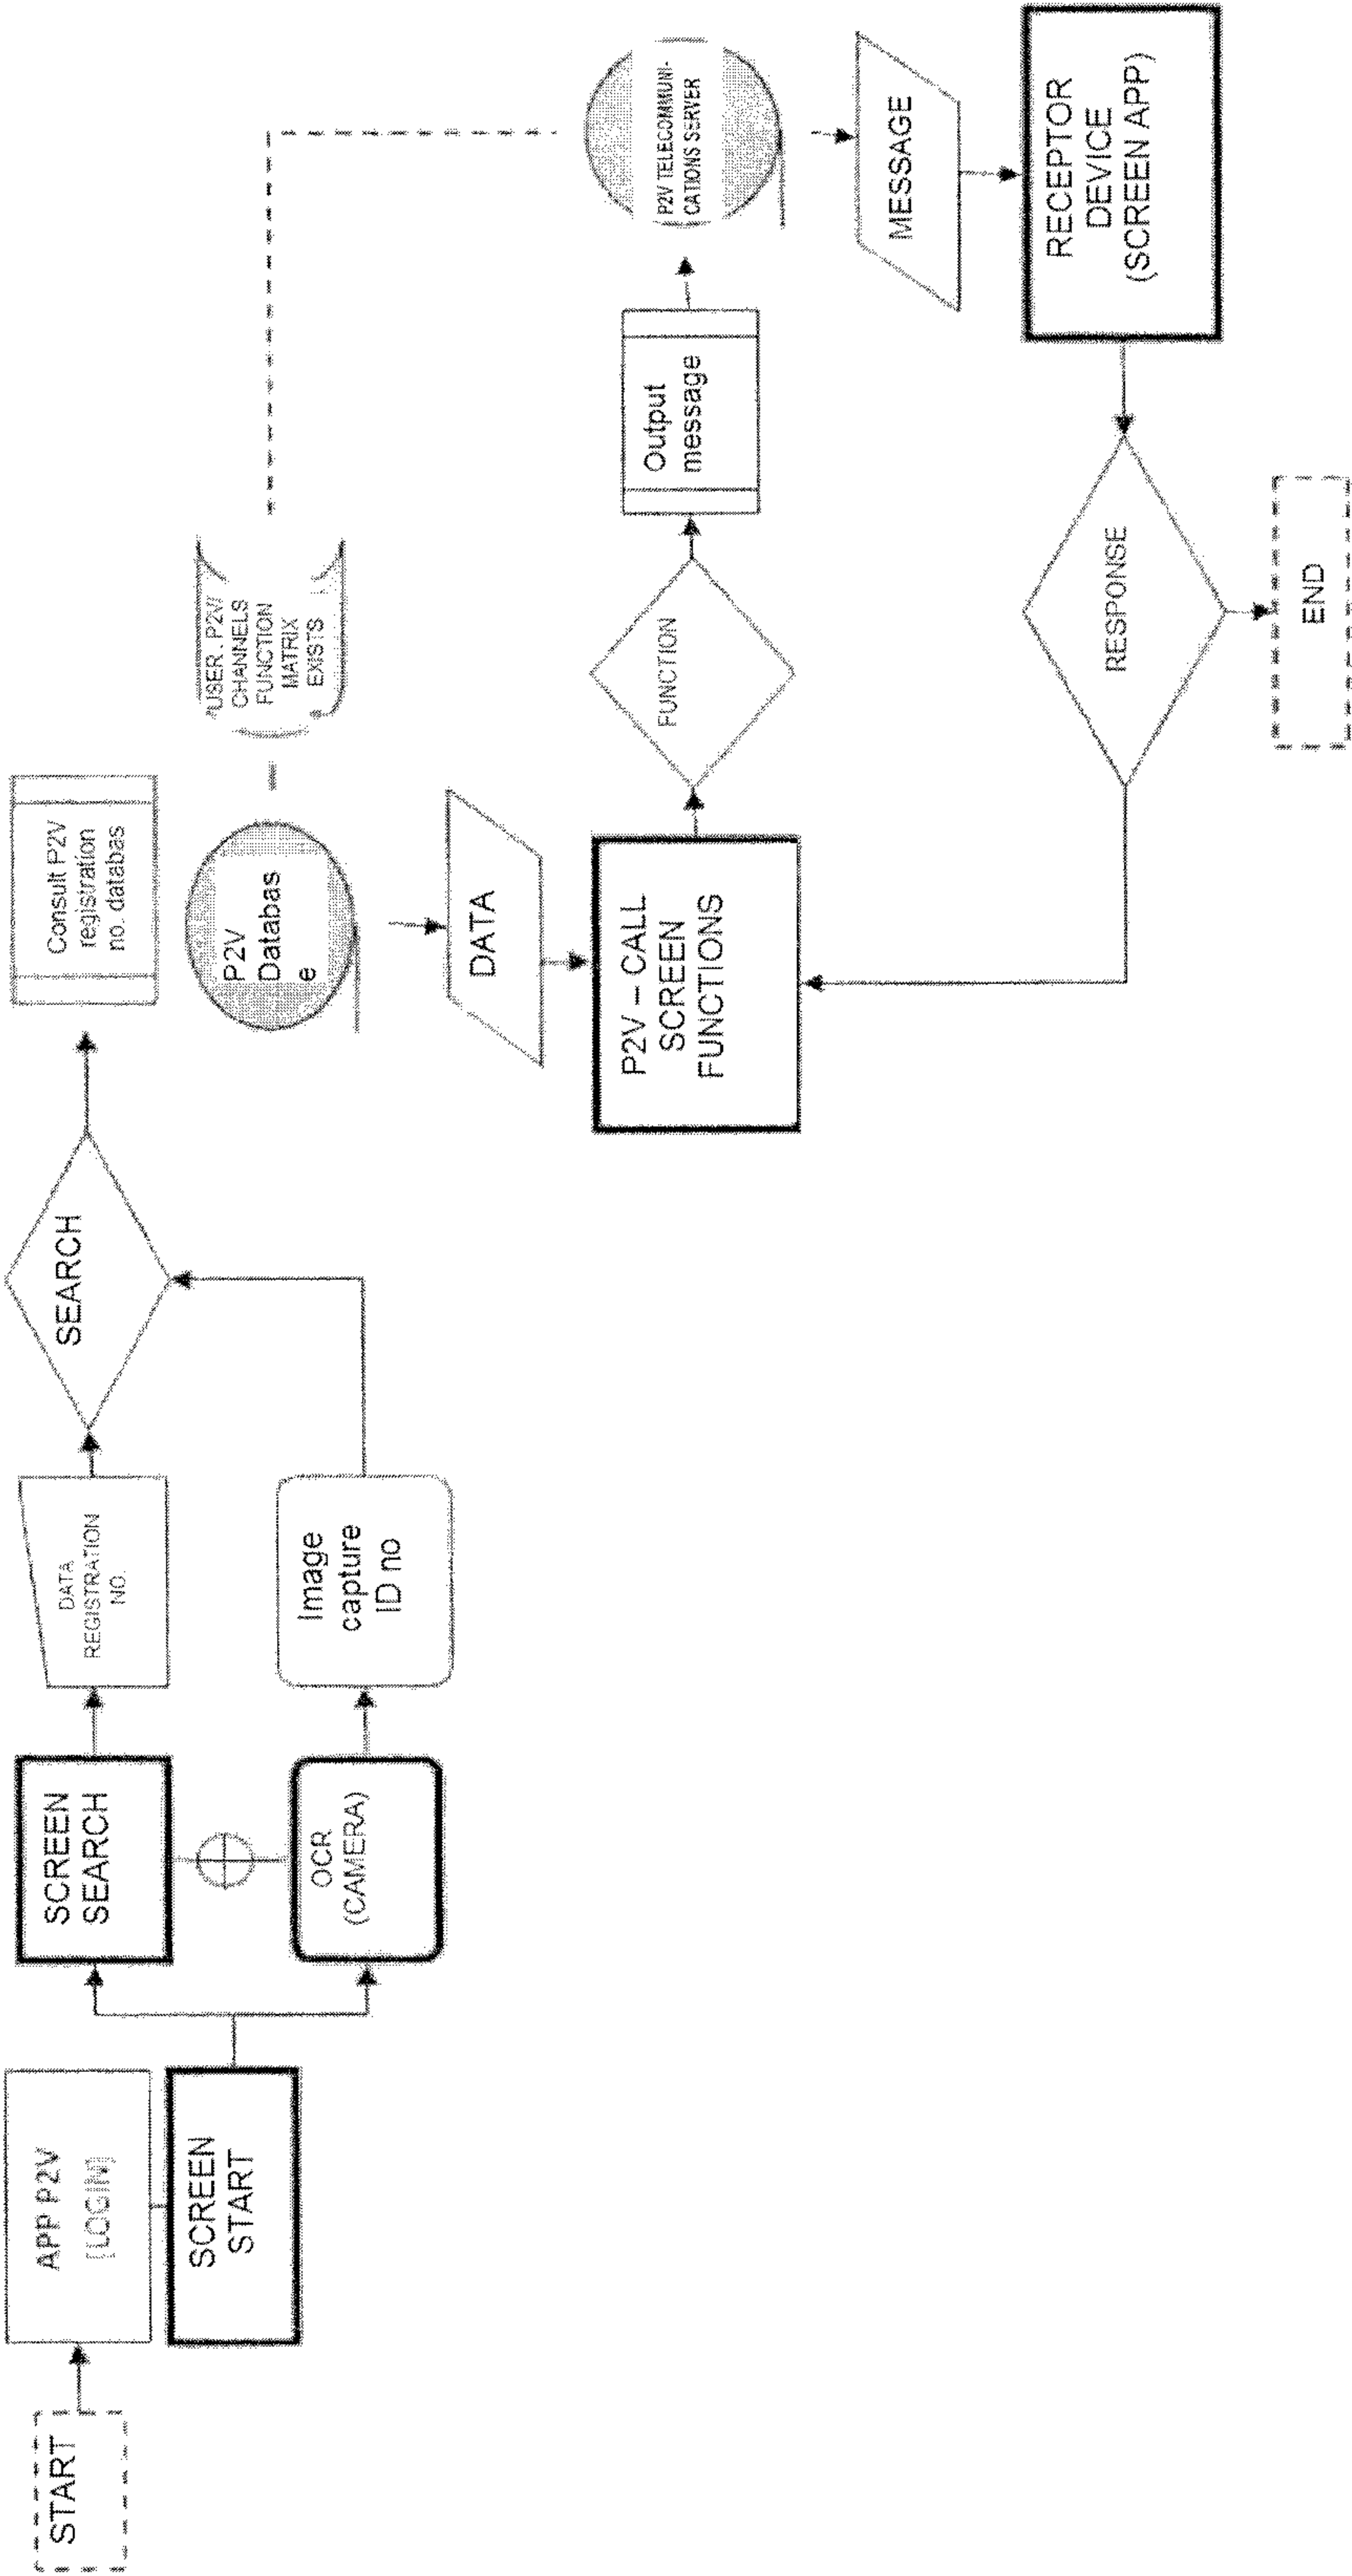 START
APP P2V
[LOGIN]
SCREEN
START
SCREEN
SEARCH
OCR
(CAMERA)
DATA
REGISTRATION
NO.
Image
capture
ID no
SEARCH
Consult P2V
registration
no. databas
P2V
Databas
e
"USER. P2V/
CHANNELS
FUNCTION
MATRIX
EXISTS
DATA
P2V – CALL
SCREEN
FUNCTIONS
FUNCTION
Output
message
P2V TELECOMMUNI-
CATIONS SERVER
MESSAGE
RECEPTOR
DEVICE
(SCREEN APP)
RESPONSE
END